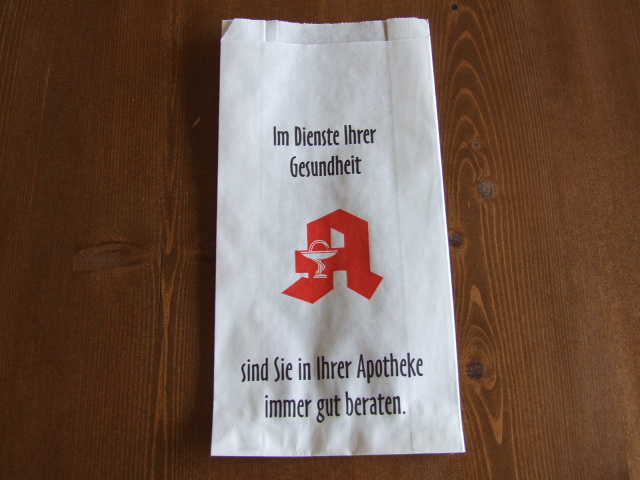 Im Dienste Ihrer
Gesundheit
A
sind Sie in Ihrer Apotheke
immer gut beraten.